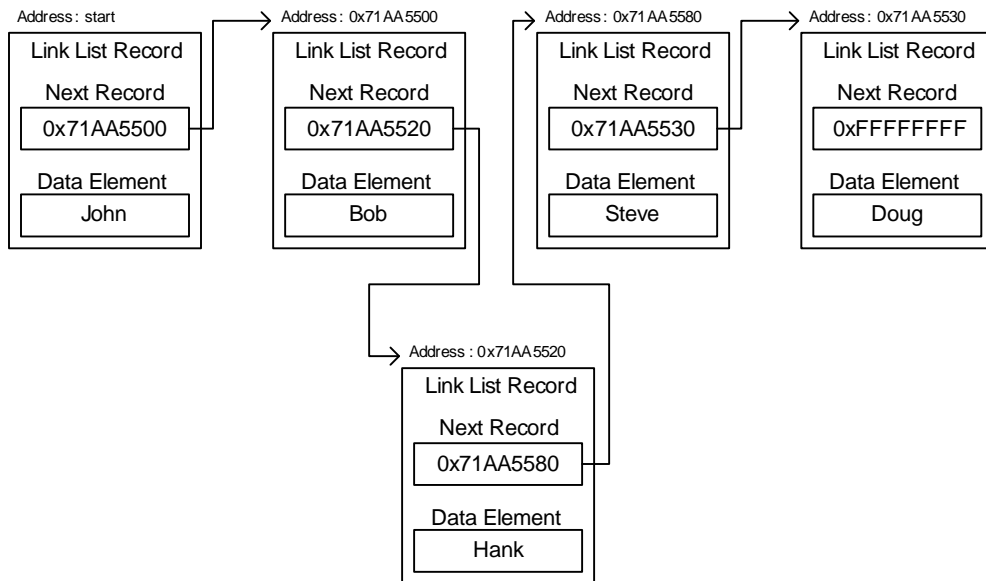 Address : start
Link List Record
Next Record
0x71AA5500
Data Element
John
Address : 0x71AA5500
Link List Record
Next Record
0x71AA5520
Data Element
Bob
Address : 0x71AA5520
Link List Record
Next Record
0x71AA5580
Data Element
Hank
Address : 0x71AA5580
Link List Record
Next Record
0x71AA5530
Data Element
Steve
Address : 0x71AA5530
Link List Record
Next Record
0xFFFFFFFF
Data Element
Doug